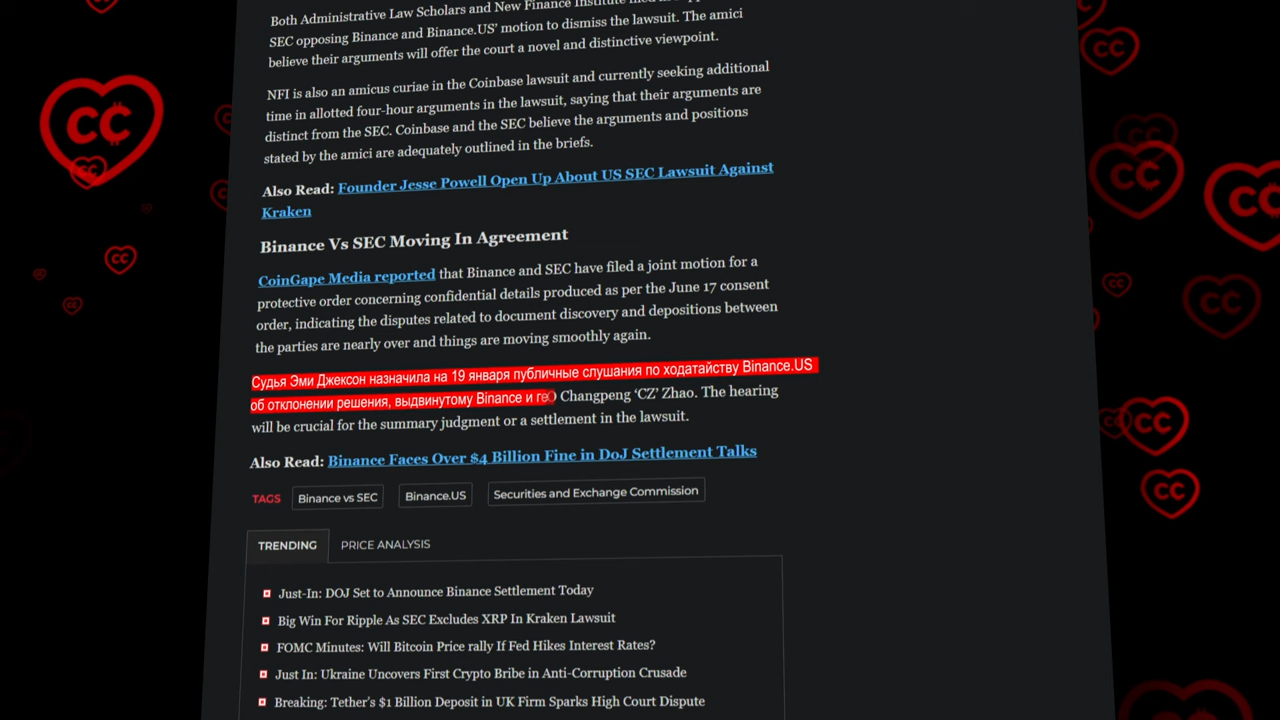 Both Administrative Law Scholars and New Finance Institute
SEC opposing Binance and Binance.US' motion to dismiss the lawsuit. The amici
believe their arguments will offer the court a novel and distinctive viewpoint.
NFI is also an amicus curiae in the Coinbase lawsuit and currently seeking additional
time in allotted four-hour arguments in the lawsuit, saying that their arguments are
distinct from the SEC. Coinbase and the SEC believe the arguments and positions
stated by the amici are adequately outlined in the briefs.
Also Read: Founder Jesse Powell Open Up About US SEC Lawsuit Against
Kraken
Binance Vs SEC Moving In Agreement
CoinGape Media reported that Binance and SEC have filed a joint motion for a
protective order concerning confidential details produced as per the June 17 consent
order, indicating the disputes related to document discovery and depositions between
the parties are nearly over and things are moving smoothly again.
Судья Эми Джексон назначила на 19 января публичные слушания по ходатайству Binance.US
об отклонении решения, выдвинутому Binance и Changpeng ‘CZ’ Zhao. The hearing
will be crucial for the summary judgment or a settlement in the lawsuit.
Also Read: Binance Faces Over $4 Billion Fine in DoJ Settlement Talks
TAGS Binance vs SEC Binance.US Securities and Exchange Commission
TRENDING PRICE ANALYSIS
Just-In: DOJ Set to Announce Binance Settlement Today
Big Win For Ripple As SEC Excludes XRP In Kraken Lawsuit
FOMC Minutes: Will Bitcoin Price rally If Fed Hikes Interest Rates?
Just In: Ukraine Uncovers First Crypto Bribe in Anti-Corruption Crusade
Breaking: Tether's $1 Billion Deposit in UK Firm Sparks High Court Dispute